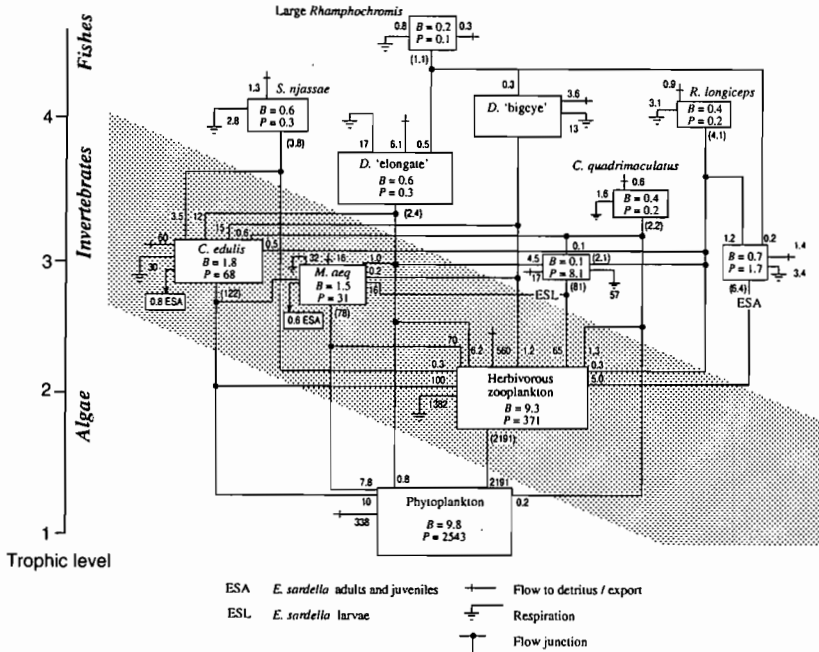 Large Rhamphochromis
0.8
B = 0.2
P = 0.1
0.3
(1.1)
Fishes
Invertebrates
Algae
4
3
2
1
Trophic level
1.3
S. njassae
B = 0.6
P = 0.3
2.8
(3.8)
17
6.1
0.5
D. 'elongate'
B = 0.6
P = 0.3
(2.4)
0.3
D. 'bigeye'
3.6
13
0.9
R. longiceps
3.1
B = 0.4
P = 0.2
(4.1)
C. quadrimaculatus
0.6
1.6
B = 0.4
P = 0.2
(2.2)
3.5
12
15
0.6
0.5
60
C. edulis
B = 1.8
P = 68
30
0.8 ESA
(122)
32
16
1.0
0.2
16
M. aeq
B = 1.5
P = 31
0.6 ESA
(78)
0.1
4.5
17
B = 0.1
P = 8.1
(2.1)
57
ESL
(81)
1.2
0.2
B = 0.7
P = 1.7
1.4
3.4
(6.4)
ESA
70
6.2
560
1.2
65
1.3
0.3
100
0.3
5.0
Herbivorous
zooplankton
B = 9.3
P = 371
1382
(2191)
7.8
0.8
2191
10
0.2
338
Phytoplankton
B = 9.8
P = 2543
ESA E. sardella adults and juveniles
Flow to detritus / export
ESL E. sardella larvae
Respiration
Flow junction